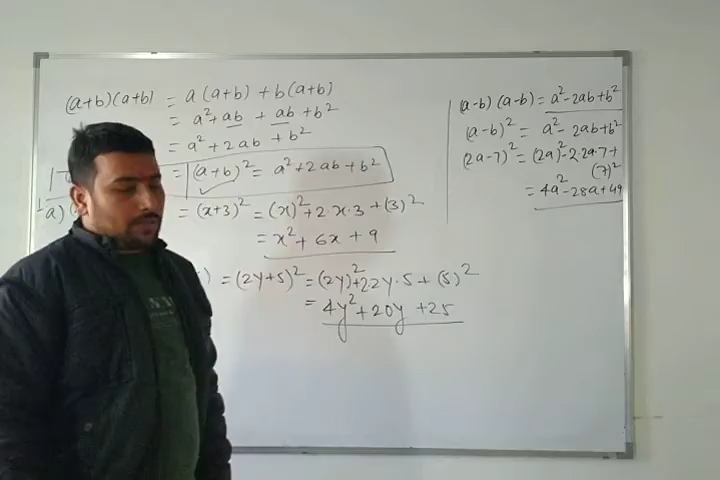 (a+b)(a+b) = a(a+b) + b(a+b)
= a²+ab + ab +b²
= a²+2ab +b²
= (a+b)² = a²+2ab+b²
a)
= (x+3)² = (x)²+2·x·3+(3)²
= x²+6x+9
) = (2y+5)² = (2y)²+2.2y·5+(5)²
= 4y²+20y+25
(a-b)(a-b) = a²-2ab+b²
(a-b)² = a²-2ab+b²
(2a-7)² = (2a)²-2.2a.7+
(7)²
= 4a²-28a+49